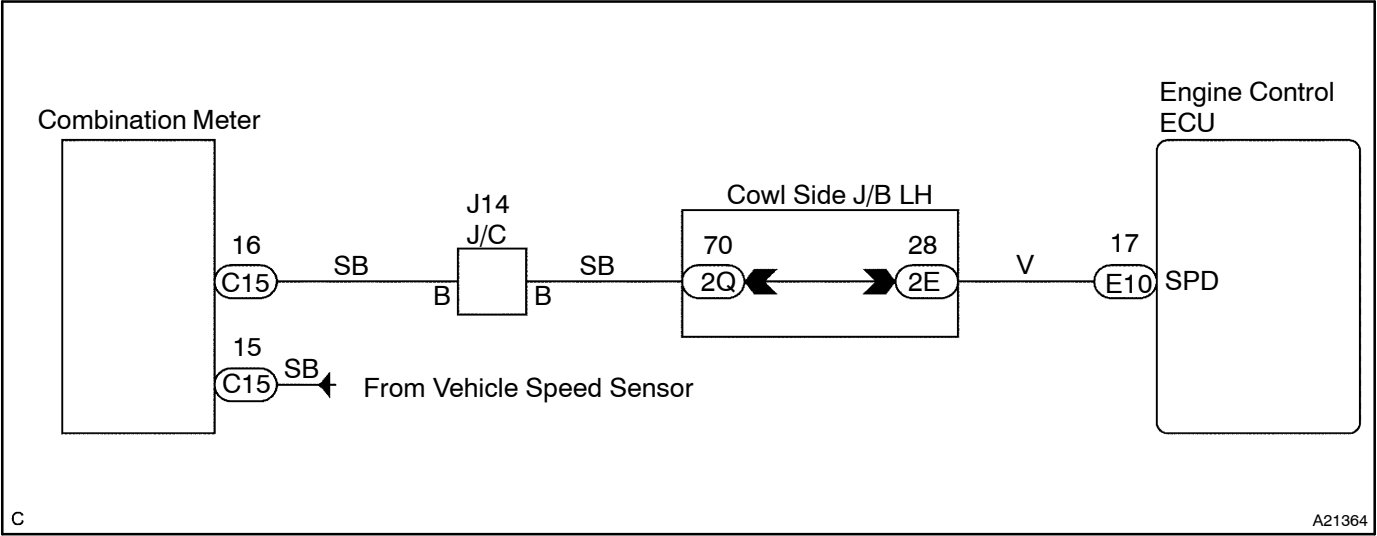 Combination Meter
Engine Control
ECU
J14
J/C
Cowl Side J/B LH
16
C15
SB
B
B
SB
70
2Q
28
2E
V
17
E10
SPD
15
C15
SB
From Vehicle Speed Sensor
C
A21364